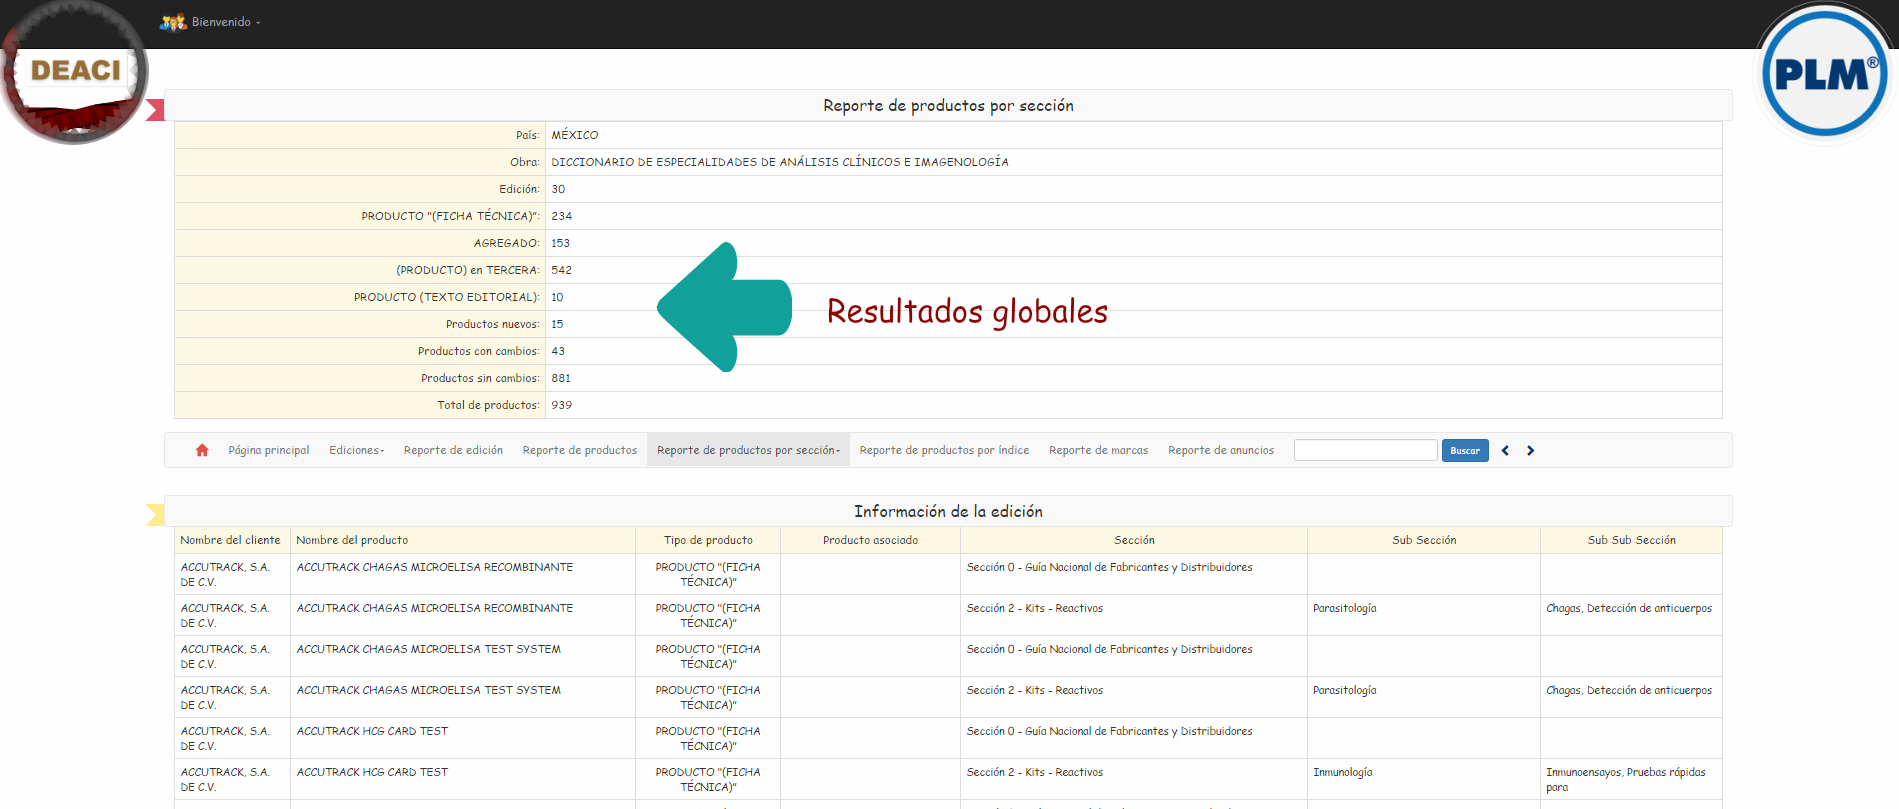 Bienvenido
DEACI
PLM®
Reporte de productos por sección
País: MÉXICO
Obra: DICCIONARIO DE ESPECIALIDADES DE ANÁLISIS CLÍNICOS E IMAGENOLOGÍA
Edición: 30
PRODUCTO "(FICHA TÉCNICA)": 234
AGREGADO: 153
(PRODUCTO) en TERCERA: 542
PRODUCTO (TEXTO EDITORIAL): 10
Productos nuevos: 15
Productos con cambios: 43
Productos sin cambios: 881
Total de productos: 939
Resultados globales
Página principal Ediciones Reporte de edición Reporte de productos Reporte de productos por sección Reporte de productos por índice Reporte de marcas Reporte de anuncios Buscar
Información de la edición
Nombre del cliente Nombre del producto Tipo de producto Producto asociado Sección Sub Sección Sub Sub Sección
ACCUTRACK, S.A. ACCUTRACK CHAGAS MICROELISA RECOMBINANTE PRODUCTO "(FICHA Sección 0 - Guía Nacional de Fabricantes y Distribuidores
DE C.V. TÉCNICA)"
ACCUTRACK, S.A. ACCUTRACK CHAGAS MICROELISA RECOMBINANTE PRODUCTO "(FICHA Sección 2 - Kits - Reactivos Parasitología Chagas, Detección de anticuerpos
DE C.V. TÉCNICA)"
ACCUTRACK, S.A. ACCUTRACK CHAGAS MICROELISA TEST SYSTEM PRODUCTO "(FICHA Sección 0 - Guía Nacional de Fabricantes y Distribuidores
DE C.V. TÉCNICA)"
ACCUTRACK, S.A. ACCUTRACK CHAGAS MICROELISA TEST SYSTEM PRODUCTO "(FICHA Sección 2 - Kits - Reactivos Parasitología Chagas, Detección de anticuerpos
DE C.V. TÉCNICA)"
ACCUTRACK, S.A. ACCUTRACK HCG CARD TEST PRODUCTO "(FICHA Sección 0 - Guía Nacional de Fabricantes y Distribuidores
DE C.V. TÉCNICA)"
ACCUTRACK, S.A. ACCUTRACK HCG CARD TEST PRODUCTO "(FICHA Sección 2 - Kits - Reactivos Inmunología Inmunoensayos, Pruebas rápidas
DE C.V. TÉCNICA)" para